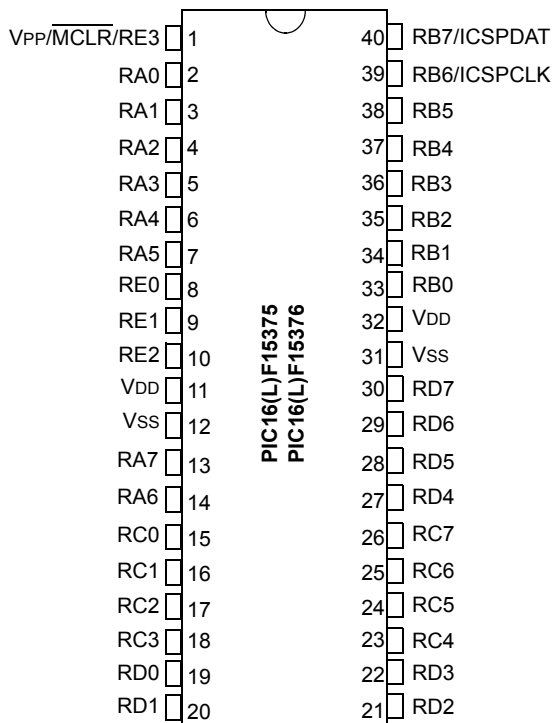 VPP/MCLR/RE3 1 40 RB7/ICSPDAT
RA0 2 39 RB6/ICSPCLK
RA1 3 38 RB5
RA2 4 37 RB4
RA3 5 36 RB3
RA4 6 35 RB2
RA5 7 34 RB1
RE0 8 33 RB0
RE1 9 32 VDD
RE2 10 31 VSS
VDD 11 30 RD7
VSS 12 29 RD6
RA7 13 28 RD5
RA6 14 27 RD4
RC0 15 26 RC7
RC1 16 25 RC6
RC2 17 24 RC5
RC3 18 23 RC4
RD0 19 22 RD3
RD1 20 21 RD2
PIC16(L)F15375
PIC16(L)F15376